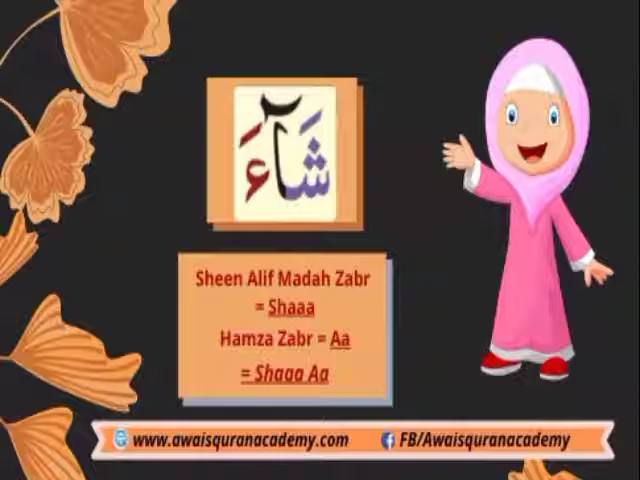 شَآءَ
Sheen Alif Madah Zabr
= Shaaa
Hamza Zabr = Aa
= Shaaa Aa
www.awaisquranacademy.com FB/Awaisquranacademy